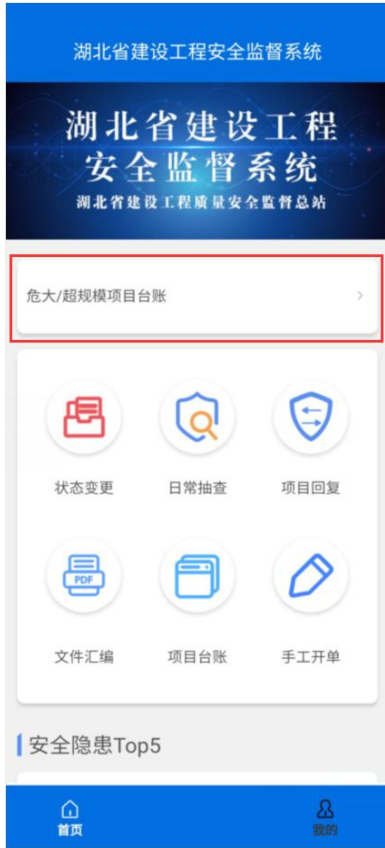 湖北省建设工程安全监督系统
湖北省建设工程
安全监督系统
湖北省建设工程质量安全监督总站
危大/超规模项目台账
状态变更
日常抽查
项目回复
PDF
文件汇编
项目台账
手工开单
安全隐患Top5
首页
我的